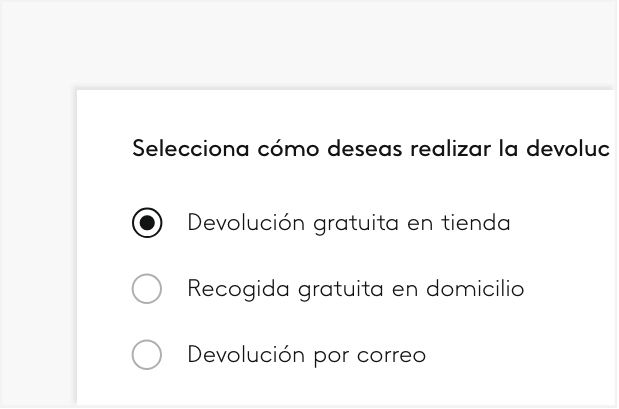 Selecciona cómo deseas realizar la devoluc
Devolución gratuita en tienda
Recogida gratuita en domicilio
Devolución por correo